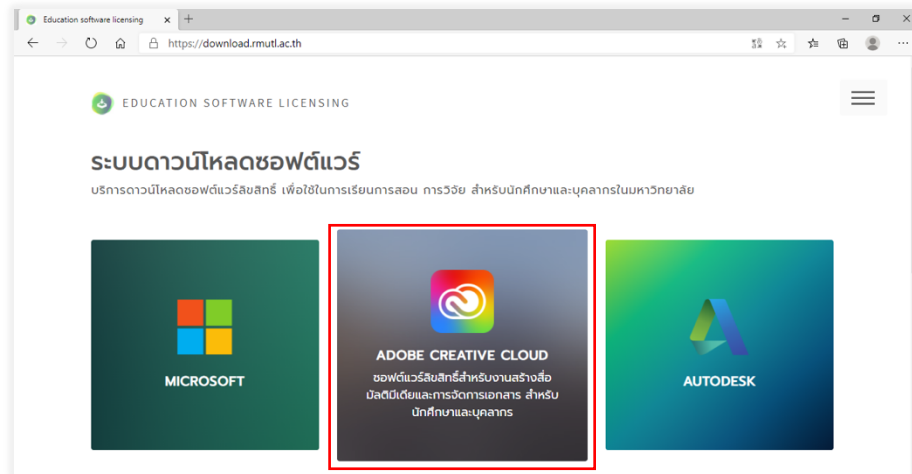 Education software licensing
https://download.rmutl.ac.th
EDUCATION SOFTWARE LICENSING
ระบบดาวน์โหลดซอฟต์แวร์
บริการดาวน์โหลดซอฟต์แวร์ลิขสิทธิ์ เพื่อใช้ในการเรียนการสอน การวิจัย สำหรับนักศึกษาและบุคลากรในมหาวิทยาลัย
MICROSOFT
ADOBE CREATIVE CLOUD
ซอฟต์แวร์ลิขสิทธิ์สำหรับงานสร้างสื่อ
มัลติมีเดียและการจัดการเอกสาร สำหรับ
นักศึกษาและบุคลากร
AUTODESK